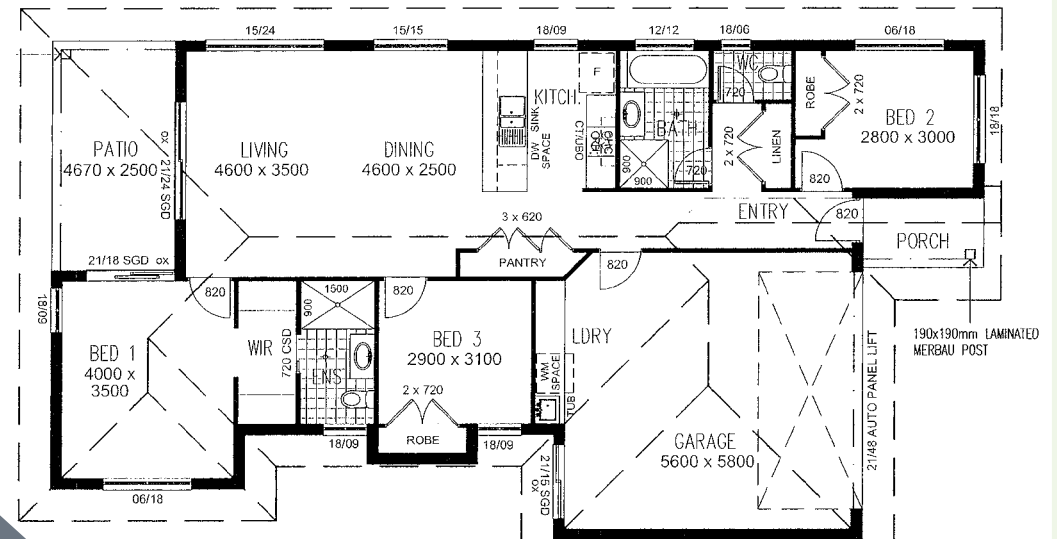 15/24
15/15
18/09
12/12
18/06
06/18
PATIO
4670 x 2500
ox 21/24 SGD
LIVING
4600 x 3500
DINING
4600 x 2500
DW SINK
SPACE
KITCH.
F
CT/UBO
BATH
900
900
720
WC
720
2 x 720
LINEN
ROBE
2 x 720
BED 2
2800 x 3000
18/18
820
ENTRY
820
PORCH
190x190mm LAMINATED
MERBAU POST
3 x 620
PANTRY
820
21/18 SGD ox
18/09
820
BED 1
4000 x
3500
06/18
WIR
720 CSD
1500
900
ENS
18/09
820
BED 3
2900 x 3100
2 x 720
ROBE
18/09
LDRY
WM
SPACE
TUB
21/15 SGD
ox
GARAGE
5600 x 5800
21/48 AUTO PANEL LIFT